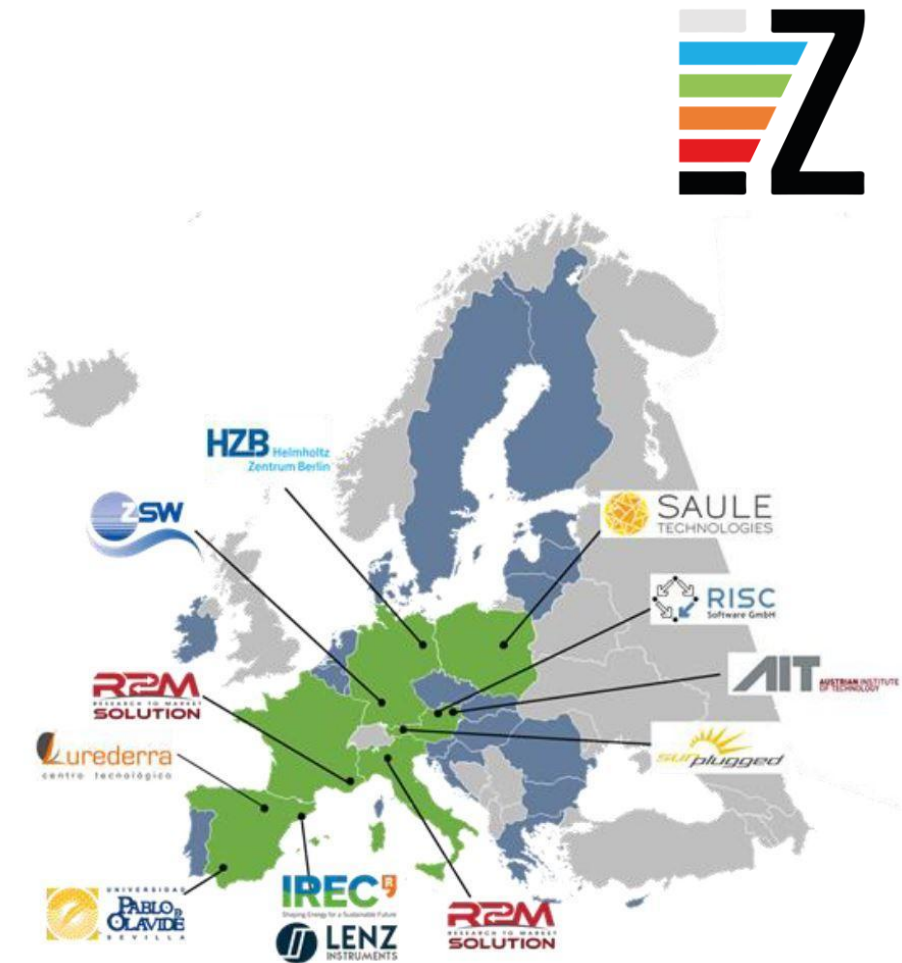 Z
HZB Helmholtz
Zentrum Berlin
ZSW
SAULE
TECHNOLOGIES
RISC
Software GmbH
AIT AUSTRIAN INSTITUTE
OF TECHNOLOGY
R2M
RESEARCH TO MARKET
SOLUTION
Lurederra
centro tecnológico
sunplugged
UNIVERSIDAD
PABLO DE
OLAVIDE
SEVILLA
IREC
Shaping Energy for a Sustainable Future
LENZ
INSTRUMENTS
R2M
RESEARCH TO MARKET
SOLUTION